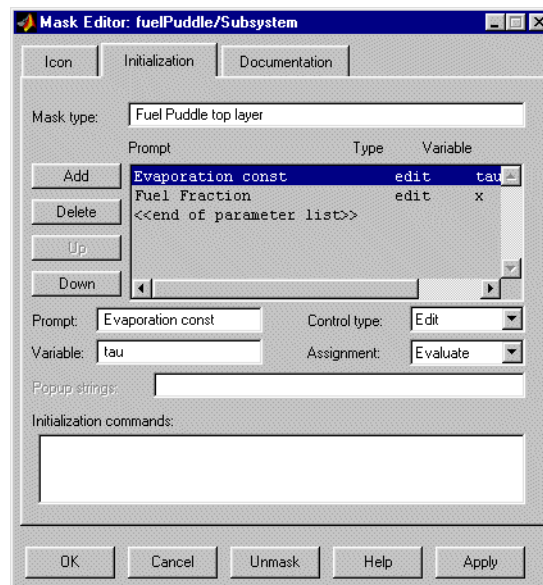 Mask Editor: fuelPuddle/Subsystem
Icon Initialization Documentation
Mask type: Fuel Puddle top layer
Prompt Type Variable
Add Evaporation const edit tau
Fuel Fraction edit x
Delete <<end of parameter list>>
Up
Down
Prompt: Evaporation const Control type: Edit
Variable: tau Assignment: Evaluate
Popup strings:
Initialization commands:
OK Cancel Unmask Help Apply